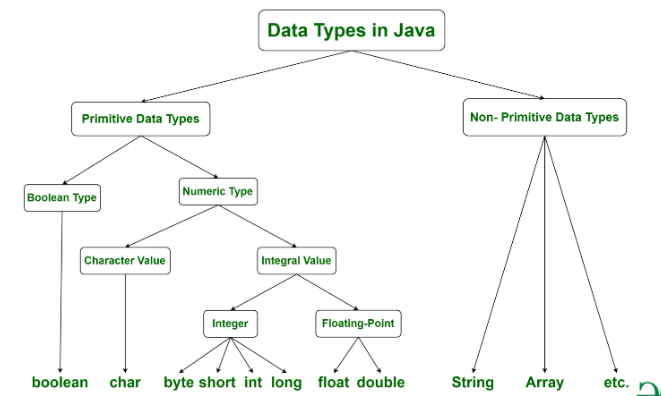 Data Types in Java
Primitive Data Types
Non- Primitive Data Types
Boolean Type
Numeric Type
Character Value
Integral Value
Integer
Floating-Point
boolean char byte short int long float double String Array etc.